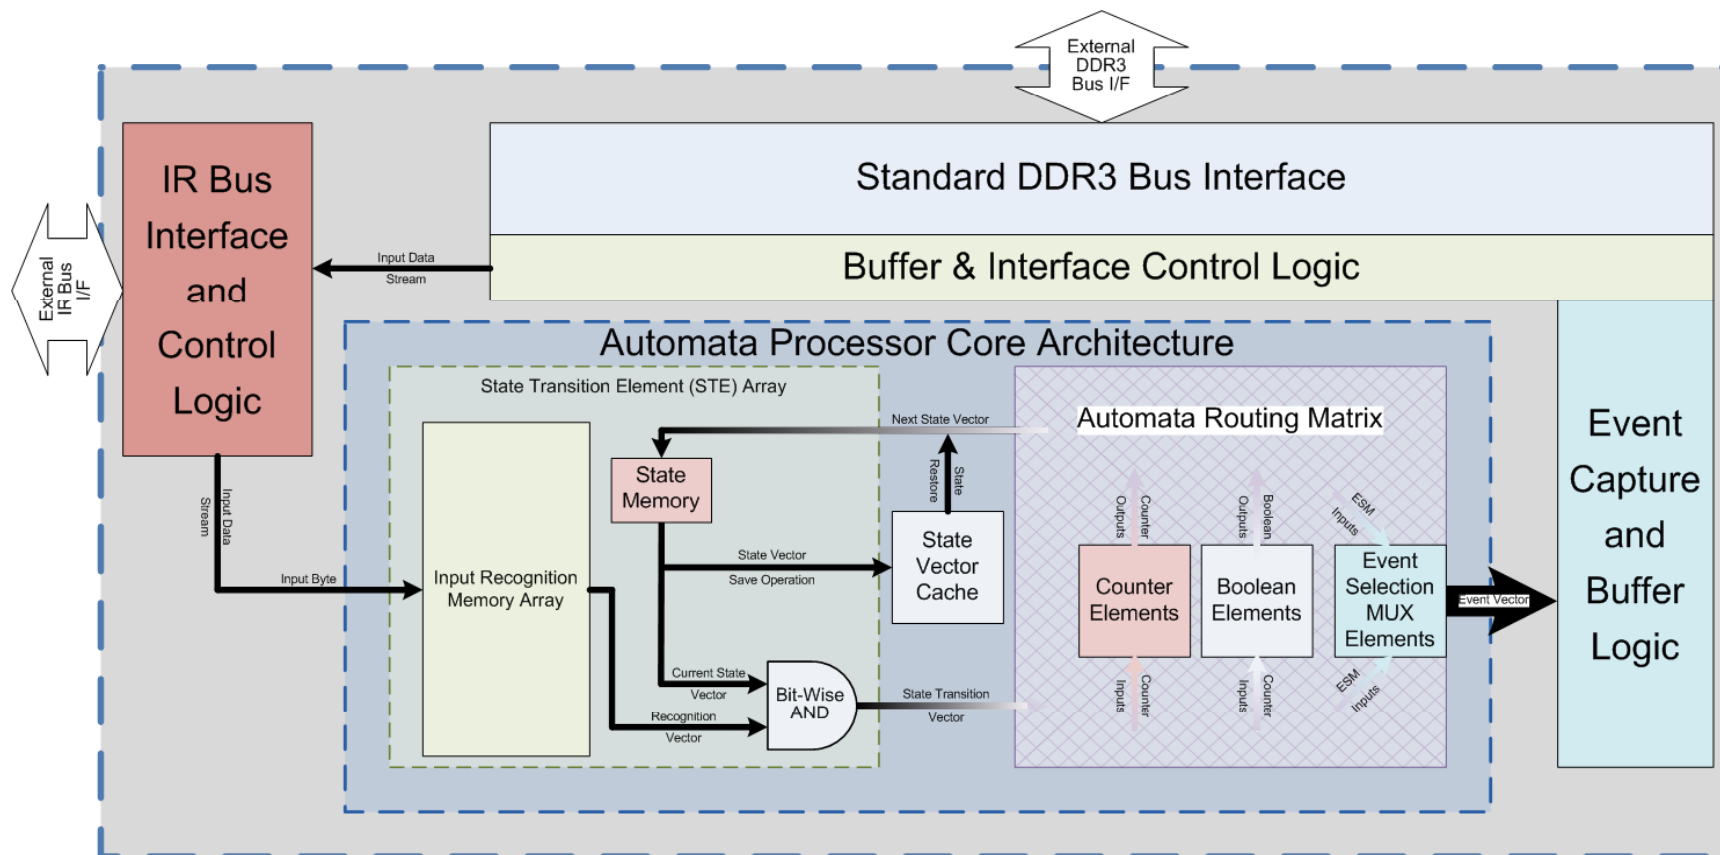 External
DDR3
Bus I/F
IR Bus
Interface
and
Control
Logic
Standard DDR3 Bus Interface
Buffer & Interface Control Logic
Input Data
Stream
External
IR Bus
I/F
Automata Processor Core Architecture
State Transition Element (STE) Array
Next State Vector
Automata Routing Matrix
State
Memory
State
Restore
Input Data
Stream
Input Byte
Input Recognition
Memory Array
State Vector
Save Operation
State
Vector
Cache
Counter
Outputs
Boolean
Outputs
ESM
Inputs
Counter
Elements
Boolean
Elements
Event
Selection
MUX
Elements
Event Vector
Event
Capture
and
Buffer
Logic
Current State
Vector
Recognition
Vector
Bit-Wise
AND
State Transition
Vector
Counter
Inputs
Counter
Inputs
ESM
Inputs